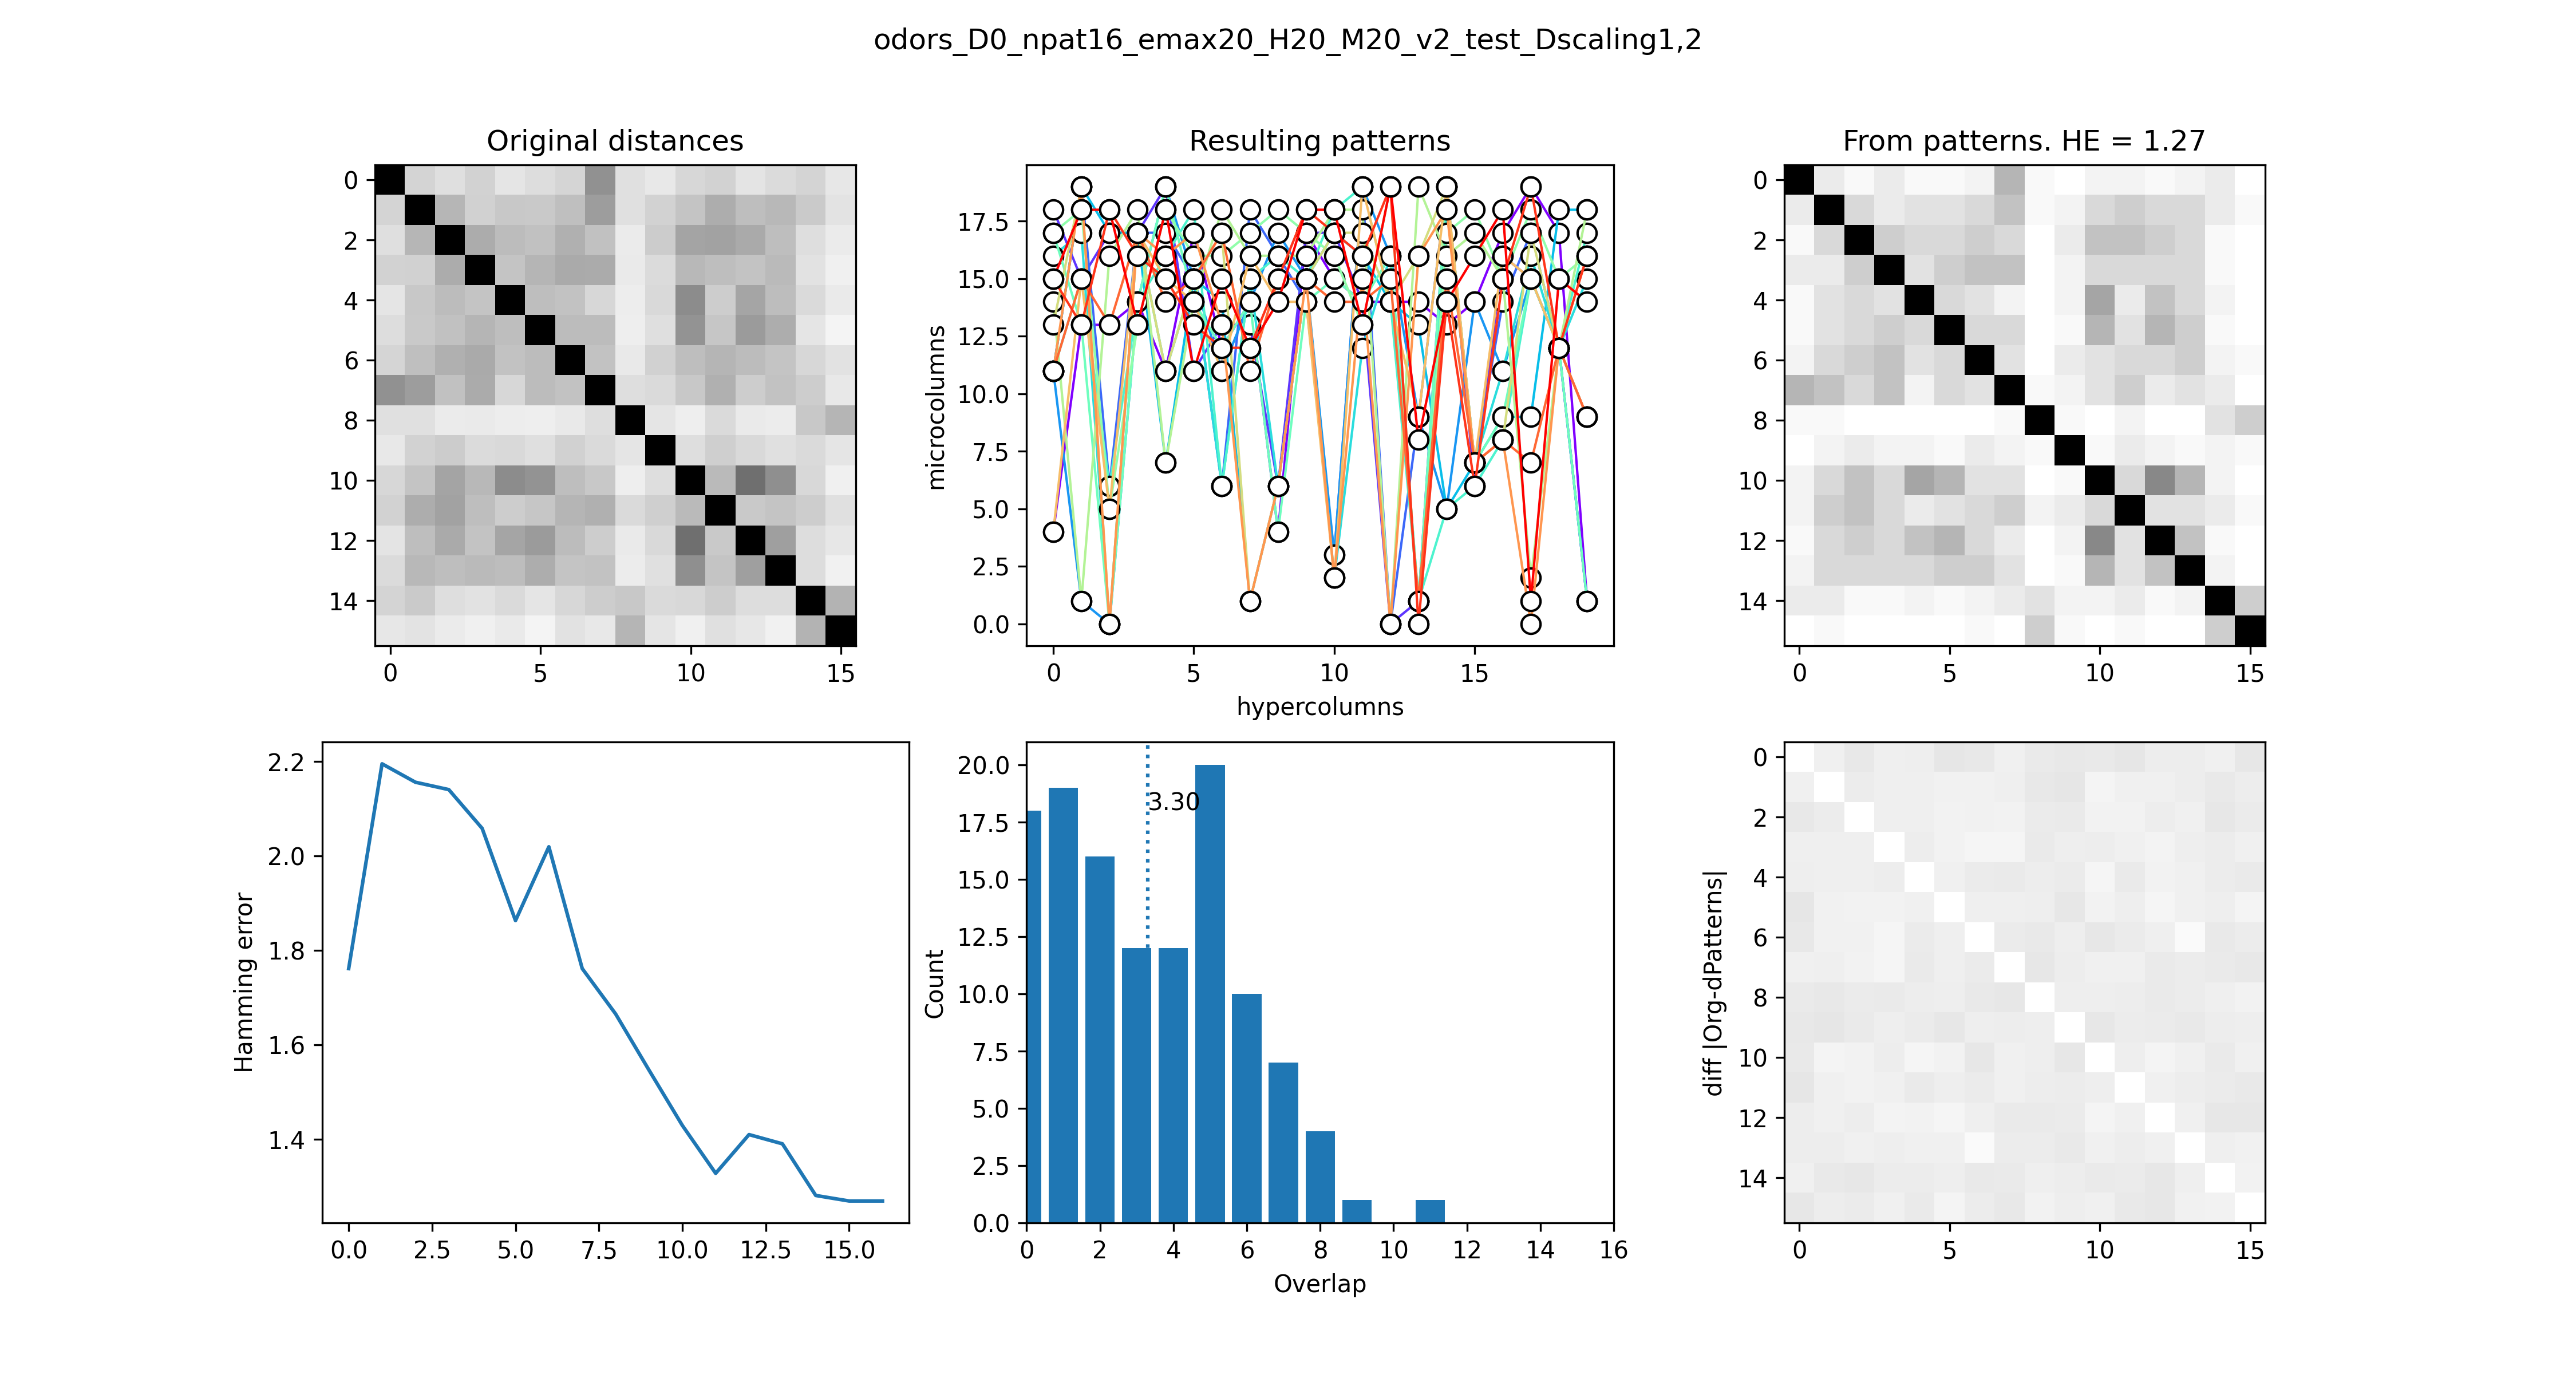 odors_D0_npat16_emax20_H20_M20_v2_test_Dscaling1,2
Original distances
0
2
4
6
8
10
12
14
0 5 10 15
Resulting patterns
microcolumns
17.5
15.0
12.5
10.0
7.5
5.0
2.5
0.0
0 5 10 15
hypercolumns
From patterns. HE = 1.27
0
2
4
6
8
10
12
14
0 5 10 15
Hamming error
2.2
2.0
1.8
1.6
1.4
0.0 2.5 5.0 7.5 10.0 12.5 15.0
Count
20.0
17.5
15.0
12.5
10.0
7.5
5.0
2.5
0.0
3.30
0 2 4 6 8 10 12 14 16
Overlap
diff |Org-dPatterns|
0
2
4
6
8
10
12
14
0 5 10 15